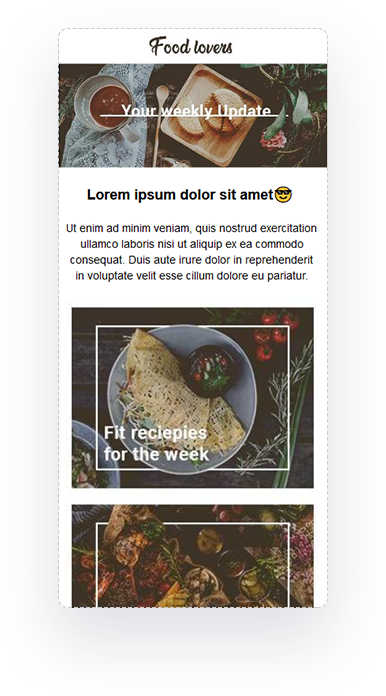 Food lovers
Your weekly Update
Lorem ipsum dolor sit amet😎
Ut enim ad minim veniam, quis nostrud exercitation
ullamco laboris nisi ut aliquip ex ea commodo
consequat. Duis aute irure dolor in reprehenderit
in voluptate velit esse cillum dolore eu pariatur.
Fit reciepies
for the week